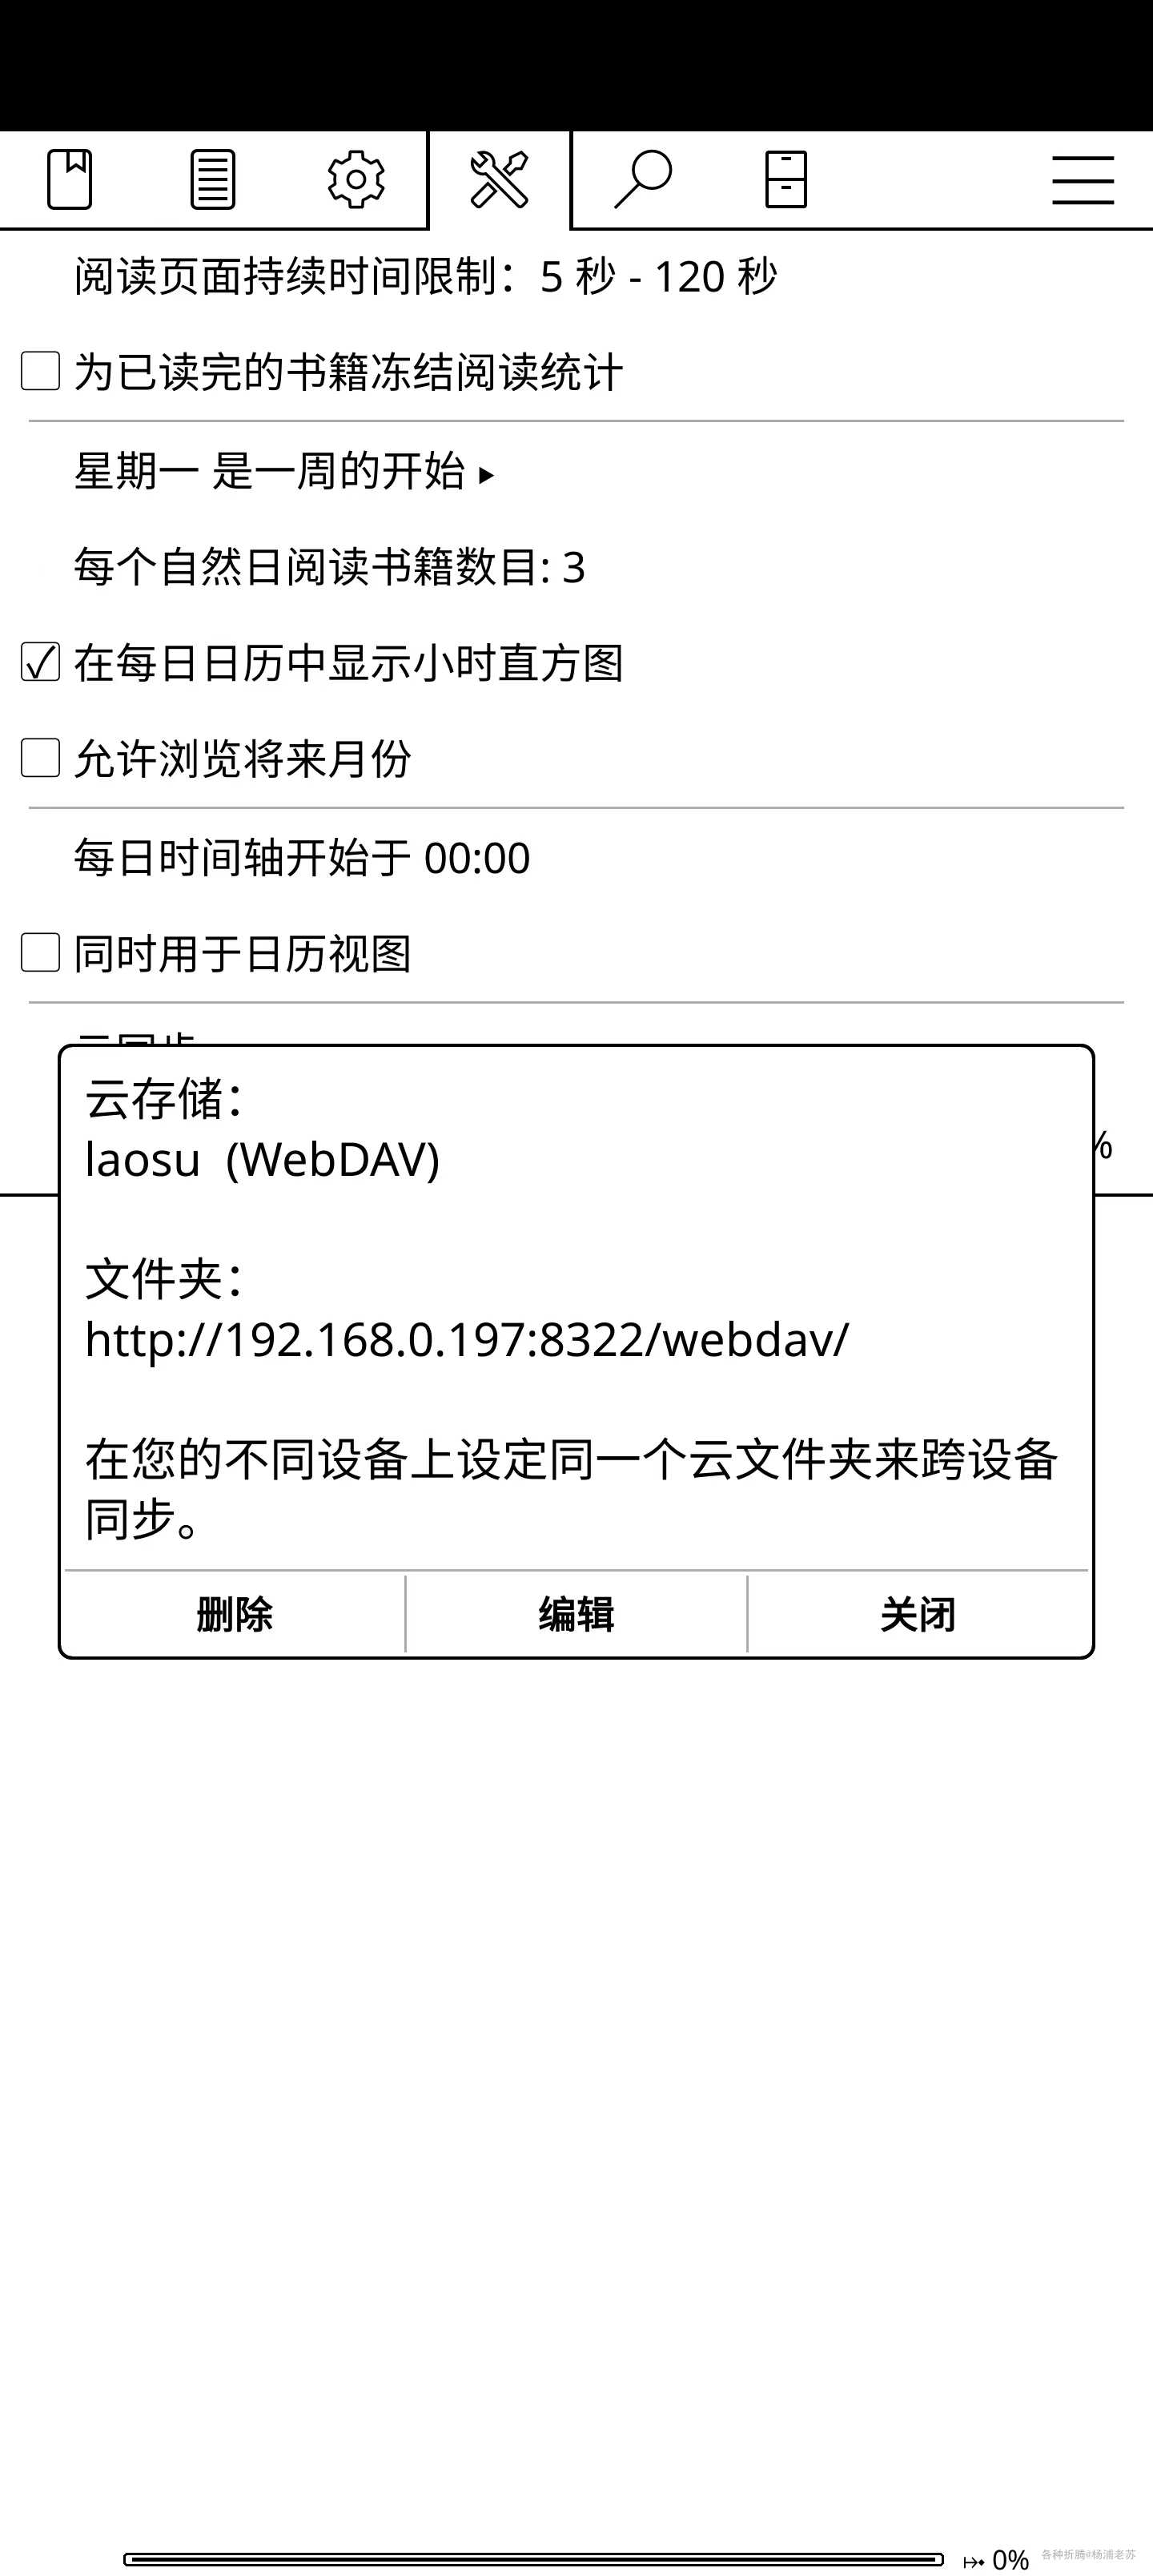 阅读页面持续时间限制：5 秒 - 120 秒
为已读完的书籍冻结阅读统计
星期一 是一周的开始 ▸
每个自然日阅读书籍数目: 3
在每日日历中显示小时直方图
允许浏览将来月份
每日时间轴开始于 00:00
同时用于日历视图
%
云存储：
laosu (WebDAV)
文件夹：
http://192.168.0.197:8322/webdav/
在您的不同设备上设定同一个云文件夹来跨设备
同步。
删除 编辑 关闭
0% 各种折腾@杨浦老苏